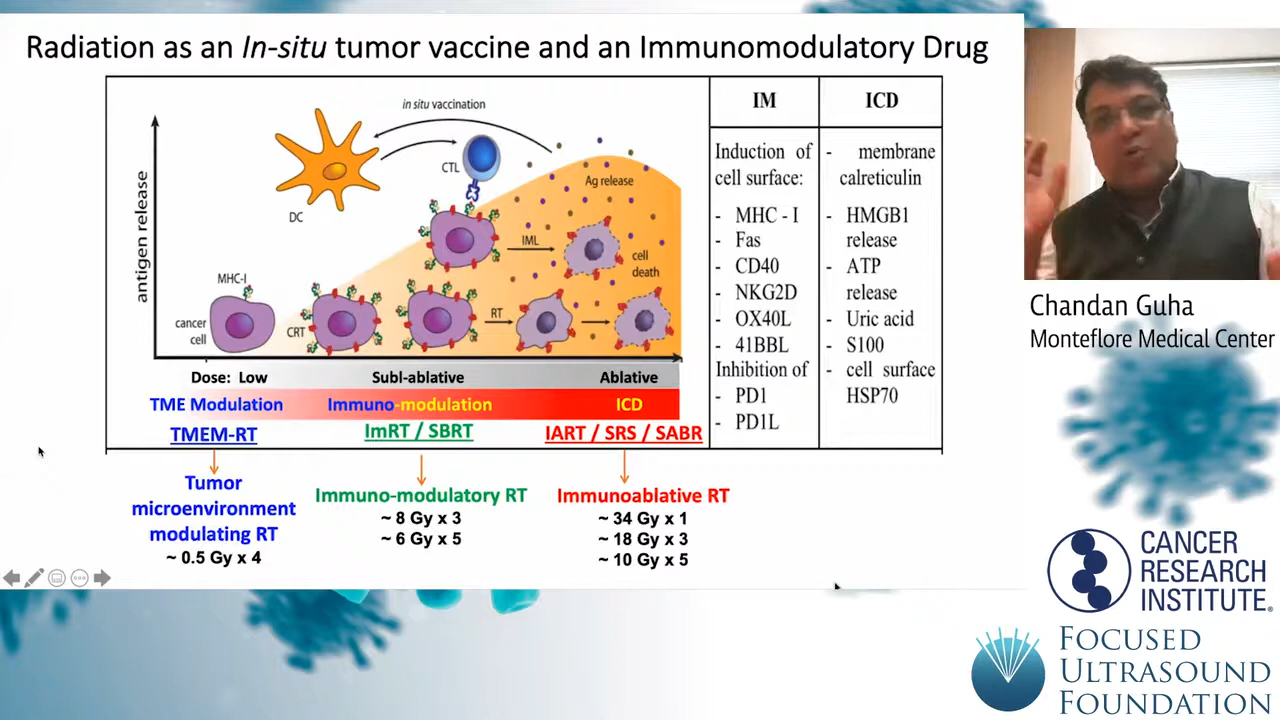 Radiation as an In-situ tumor vaccine and an Immunomodulatory Drug
antigen release
in situ vaccination
DC
CTL
Ag release
IML
cell
death
MHC-I
cancer
cell
CRT
RT
Dose: Low
Subl-ablative
Ablative
TME Modulation
Immuno-modulation
ICD
TMEM-RT
ImRT / SBRT
IART / SRS / SABR
Tumor
microenvironment
modulating RT
~ 0.5 Gy x 4
Immuno-modulatory RT
~ 8 Gy x 3
~ 6 Gy x 5
Immunoablative RT
~ 34 Gy x 1
~ 18 Gy x 3
~ 10 Gy x 5
IM
Induction of
cell surface:
- MHC - I
- Fas
- CD40
- NKG2D
- OX40L
- 41BBL
Inhibition of
- PD1
- PD1L
ICD
- membrane
calreticulin
- HMGB1
release
- ATP
release
- Uric acid
- S100
- cell surface
HSP70
Chandan Guha
Monteflore Medical Center
CANCER
RESEARCH
INSTITUTE®
FOCUSED
ULTRASOUND
FOUNDATION